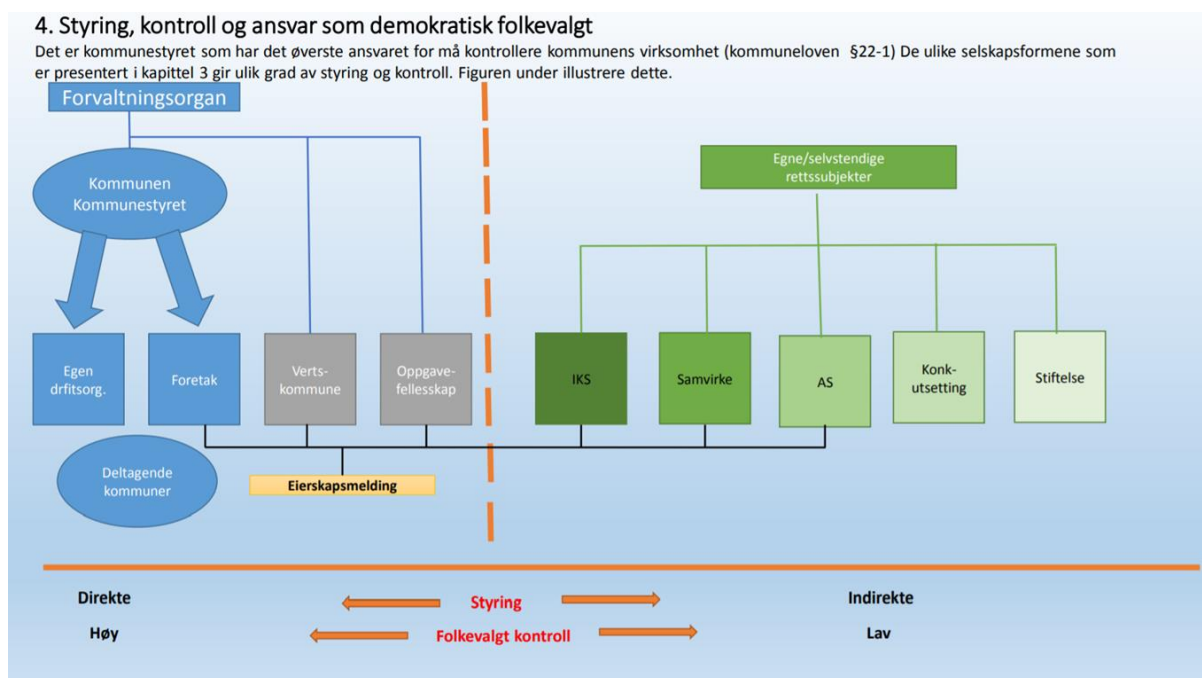 4. Styring, kontroll og ansvar som demokratisk folkevalgt
Det er kommunestyret som har det øverste ansvaret for må kontrollere kommunens virksomhet (kommuneloven §22-1) De ulike selskapsformene som
er presentert i kapittel 3 gir ulik grad av styring og kontroll. Figuren under illustrere dette.
Forvaltningsorgan
Kommunen
Kommunestyret
Egne/selvstendige
rettssubjekter
Egen
drfitsorg.
Foretak
Verts-
kommune
Oppgave-
fellesskap
IKS
Samvirke
AS
Konk-
utsetting
Stiftelse
Deltagende
kommuner
Eierskapsmelding
Direkte
Styring
Indirekte
Høy
Folkevalgt kontroll
Lav